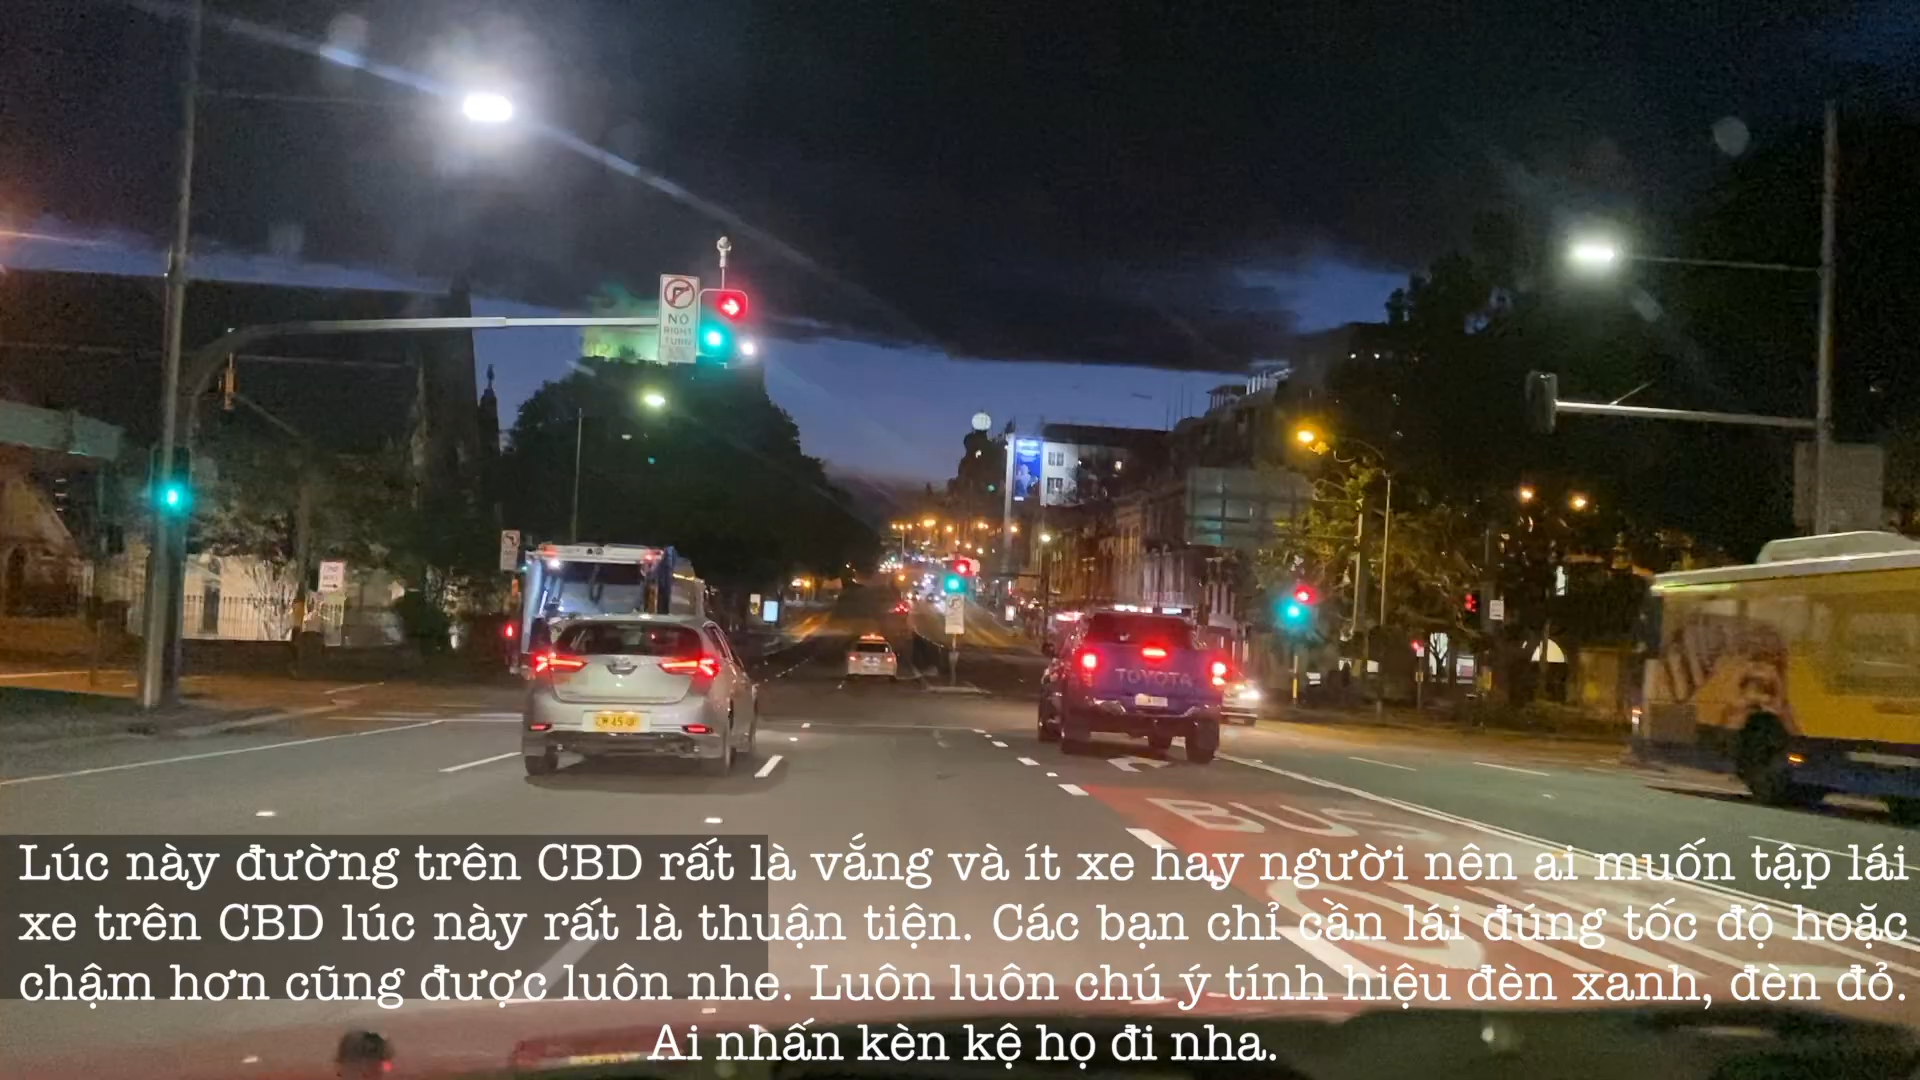 NO
RIGHT
TURN
TOYOTA
BUS
Lúc này đường trên CBD rất là vắng và ít xe hay người nên ai muốn tập lái
xe trên CBD lúc này rất là thuận tiện. Các bạn chỉ cần lái đúng tốc độ hoặc
chậm hơn cũng được luôn nhe. Luôn luôn chú ý tính hiệu đèn xanh, đèn đỏ.
Ai nhấn kèn kệ họ đi nha.